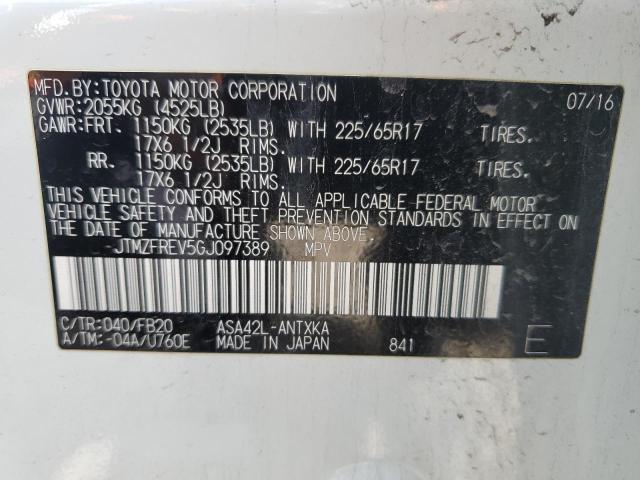 MFD.BY:TOYOTA MOTOR CORPORATION 07/16
GVWR:2055KG (4525LB)
GAWR:FRT. 1150KG (2535LB) WITH 225/65R17 TIRES.
17X6 1/2J RIMS.
RR. 1150KG (2535LB) WITH 225/65R17 TIRES.
17X6 1/2J RIMS.
THIS VEHICLE CONFORMS TO ALL APPLICABLE FEDERAL MOTOR
VEHICLE SAFETY AND THEFT PREVENTION STANDARDS IN EFFECT ON
THE DATE OF MANUFACTURE SHOWN ABOVE.
JTMZFREV5GJ097389 MPV
C/TR:040/FB20 ASA42L-ANTXKA
A/TM:-04A/U760E MADE IN JAPAN 841 E